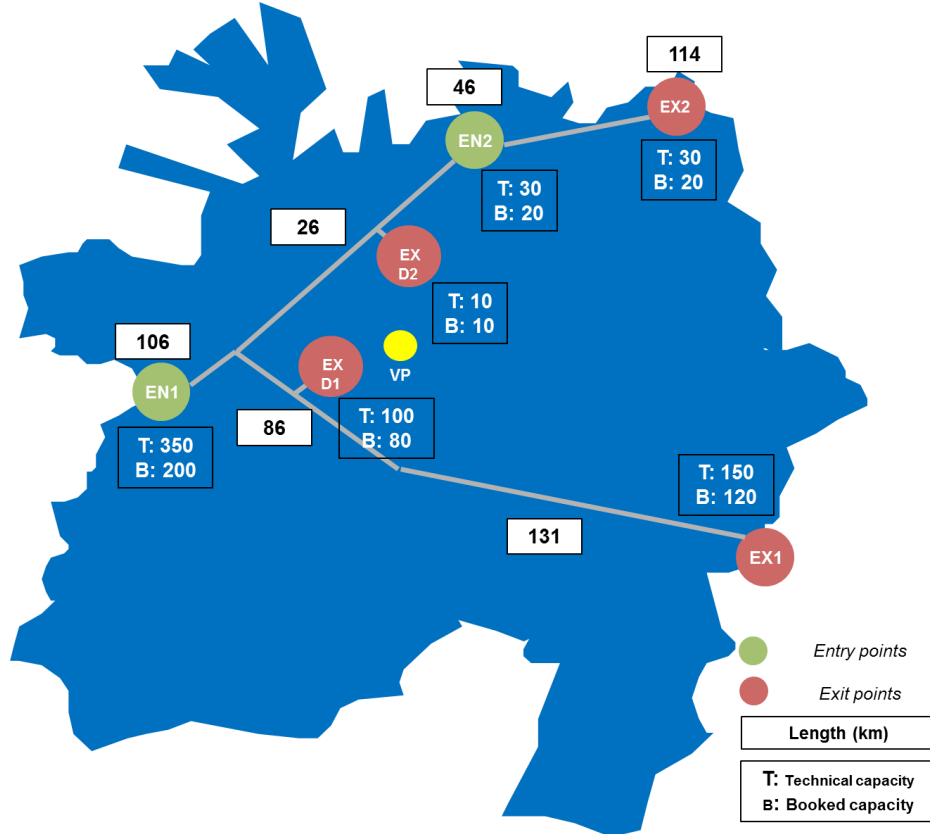 114
46
EX2
EN2
T: 30
B: 20
T: 30
B: 20
26
EX
D2
T: 10
B: 10
106
EX
D1
VP
EN1
T: 100
B: 80
86
T: 350
B: 200
T: 150
B: 120
131
EX1
Entry points
Exit points
Length (km)
T: Technical capacity
B: Booked capacity